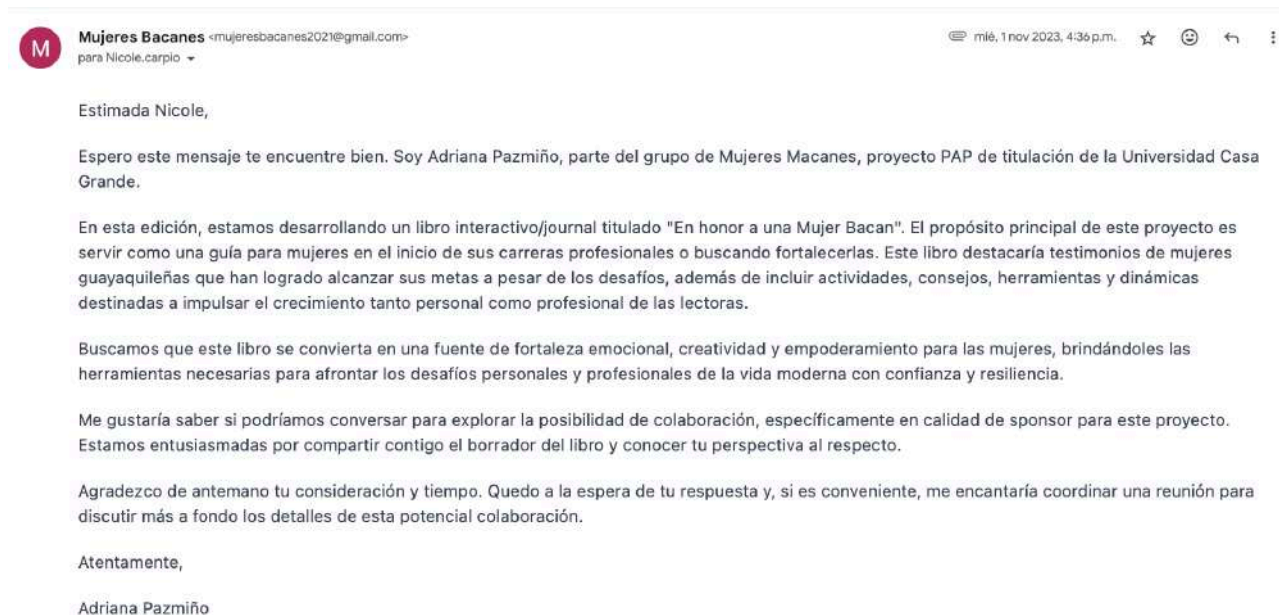 M
Mujeres Bacanes <mujeresbacanes2021@gmail.com>
mié, 1 nov 2023, 4:36 p.m.
para Nicole.carpio
Estimada Nicole,
Espero este mensaje te encuentre bien. Soy Adriana Pazmiño, parte del grupo de Mujeres Macanes, proyecto PAP de titulación de la Universidad Casa
Grande.
En esta edición, estamos desarrollando un libro interactivo/journal titulado "En honor a una Mujer Bacan". El propósito principal de este proyecto es
servir como una guía para mujeres en el inicio de sus carreras profesionales o buscando fortalecerlas. Este libro destacaría testimonios de mujeres
guayaquileñas que han logrado alcanzar sus metas a pesar de los desafíos, además de incluir actividades, consejos, herramientas y dinámicas
destinadas a impulsar el crecimiento tanto personal como profesional de las lectoras.
Buscamos que este libro se convierta en una fuente de fortaleza emocional, creatividad y empoderamiento para las mujeres, brindándoles las
herramientas necesarias para afrontar los desafíos personales y profesionales de la vida moderna con confianza y resiliencia.
Me gustaría saber si podríamos conversar para explorar la posibilidad de colaboración, específicamente en calidad de sponsor para este proyecto.
Estamos entusiasmadas por compartir contigo el borrador del libro y conocer tu perspectiva al respecto.
Agradezco de antemano tu consideración y tiempo. Quedo a la espera de tu respuesta y, si es conveniente, me encantaría coordinar una reunión para
discutir más a fondo los detalles de esta potencial colaboración.
Atentamente,
Adriana Pazmiño